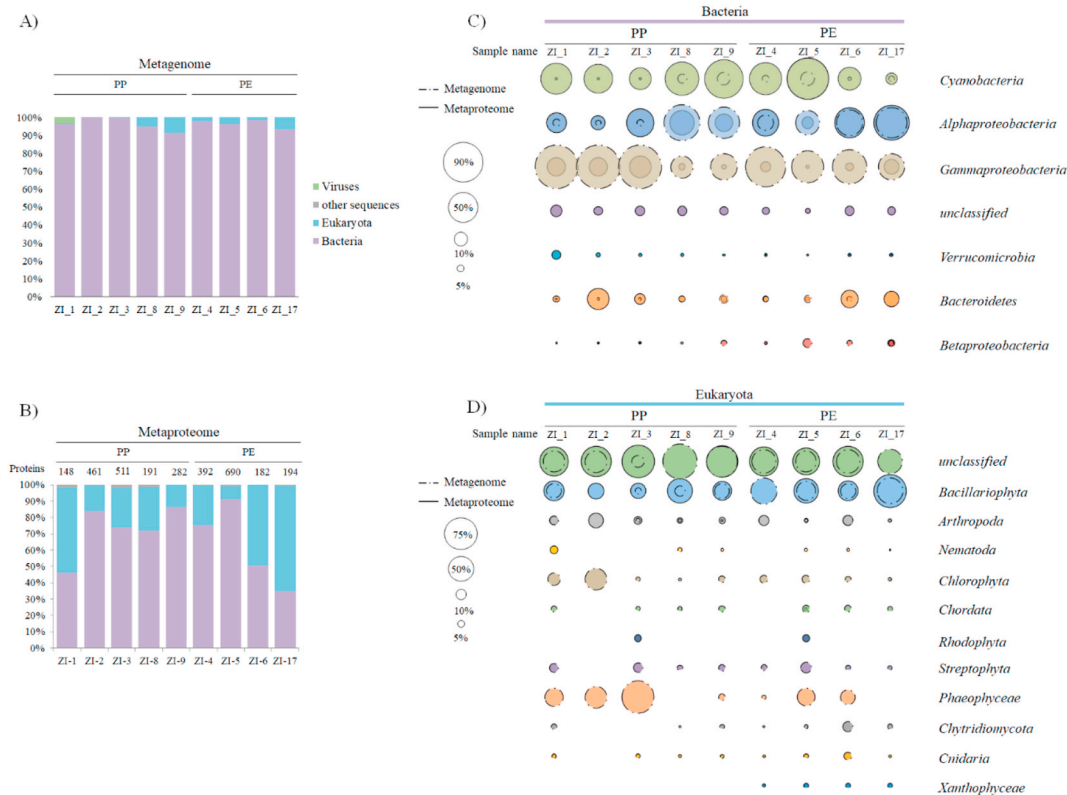 A)
Metagenome
PP PE
100%
90%
80%
70%
60%
50%
40%
30%
20%
10%
0%
ZI_1 ZI_2 ZI_3 ZI_8 ZI_9 ZI_4 ZI_5 ZI_6 ZI_17
Viruses
other sequences
Eukaryota
Bacteria
B)
Metaproteome
PP PE
Proteins 148 461 511 191 282 392 690 182 194
100%
90%
80%
70%
60%
50%
40%
30%
20%
10%
0%
ZI-1 ZI-2 ZI-3 ZI-8 ZI-9 ZI-4 ZI-5 ZI-6 ZI-17
C)
Bacteria
PP PE
Sample name ZI_1 ZI_2 ZI_3 ZI_8 ZI_9 ZI_4 ZI_5 ZI_6 ZI_17
Metagenome
Metaproteome
90%
50%
10%
5%
Cyanobacteria
Alphaproteobacteria
Gammaproteobacteria
unclassified
Verrucomicrobia
Bacteroidetes
Betaproteobacteria
D)
Eukaryota
PP PE
Sample name ZI_1 ZI_2 ZI_3 ZI_8 ZI_9 ZI_4 ZI_5 ZI_6 ZI_17
Metagenome
Metaproteome
75%
50%
10%
5%
unclassified
Bacillariophyta
Arthropoda
Nematoda
Chlorophyta
Chordata
Rhodophyta
Streptophyta
Phaeophyceae
Chytridiomycota
Cnidaria
Xanthophyceae